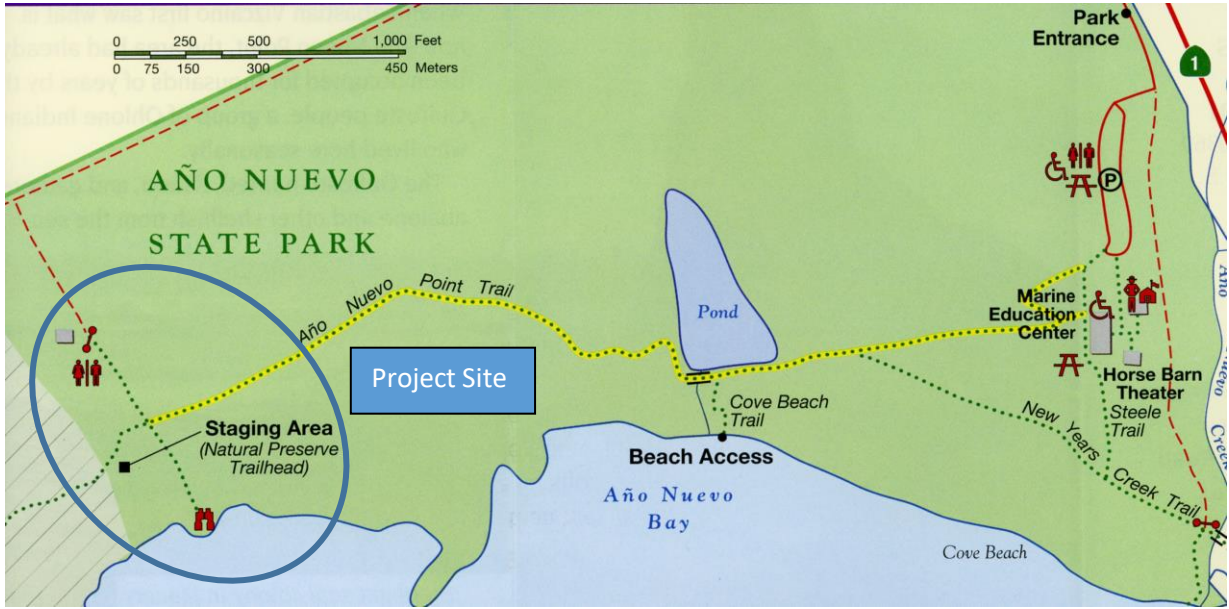 0 250 500 1,000 Feet
0 75 150 300 450 Meters
Park
Entrance
1
AÑO NUEVO
STATE PARK
P
Año Nuevo Point Trail
Pond
Marine
Education
Center
Project Site
Horse Barn
Theater
Steele
Trail
Cove Beach
Trail
New Years Creek Trail
Staging Area
(Natural Preserve
Trailhead)
Beach Access
Año Nuevo
Bay
Cove Beach
Año Nuevo Creek